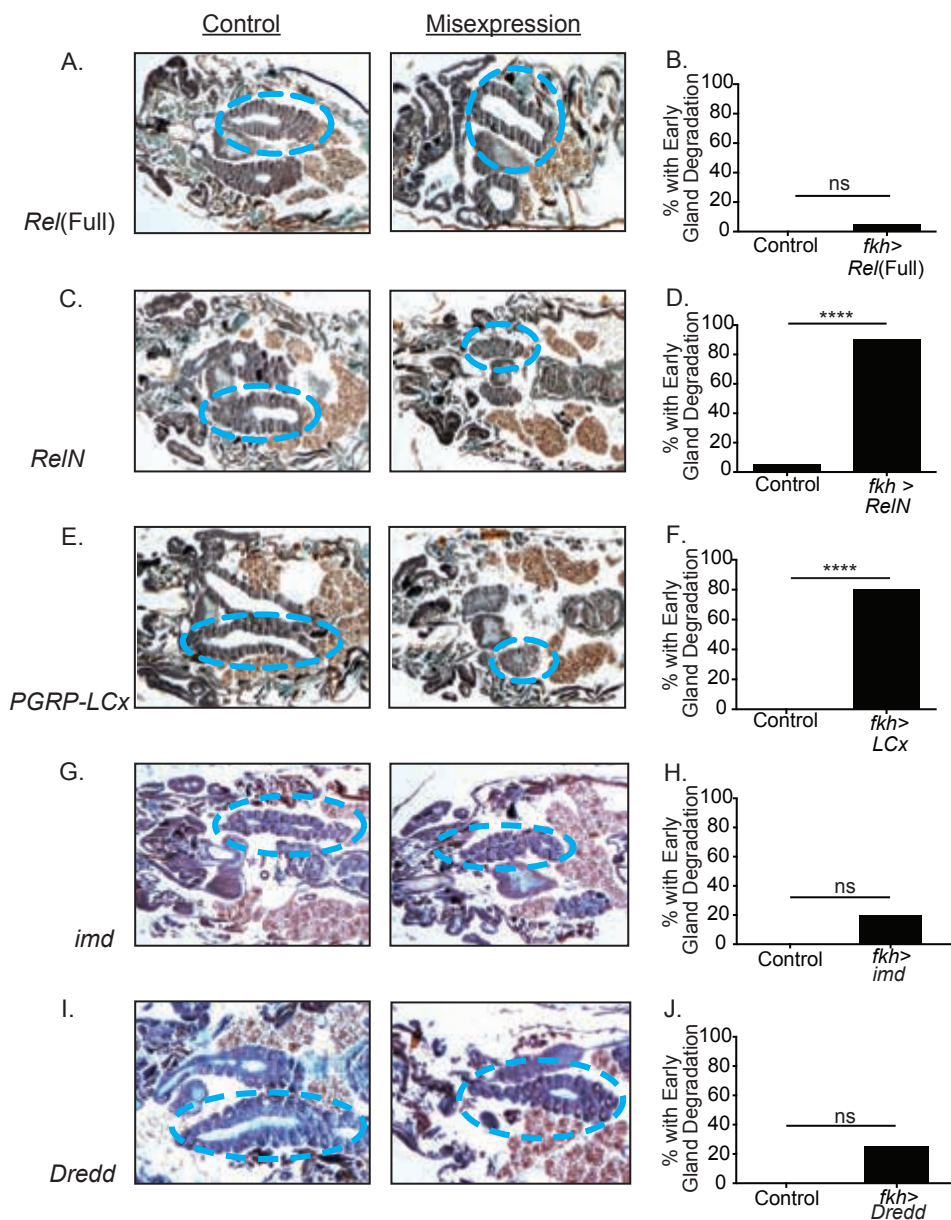 Control
Misexpression
A.
Rel(Full)
B.
% with Early
Gland Degradation
100
80
60
40
20
0
ns
Control
fkh>
Rel(Full)
C.
RelN
D.
% with Early
Gland Degradation
100
80
60
40
20
0
****
Control
fkh >
RelN
E.
PGRP-LCx
F.
% with Early
Gland Degradation
100
80
60
40
20
0
****
Control
fkh>
LCx
G.
imd
H.
% with Early
Gland Degradation
100
80
60
40
20
0
ns
Control
fkh>
imd
I.
Dredd
J.
% with Early
Gland Degradation
100
80
60
40
20
0
ns
Control
fkh>
Dredd